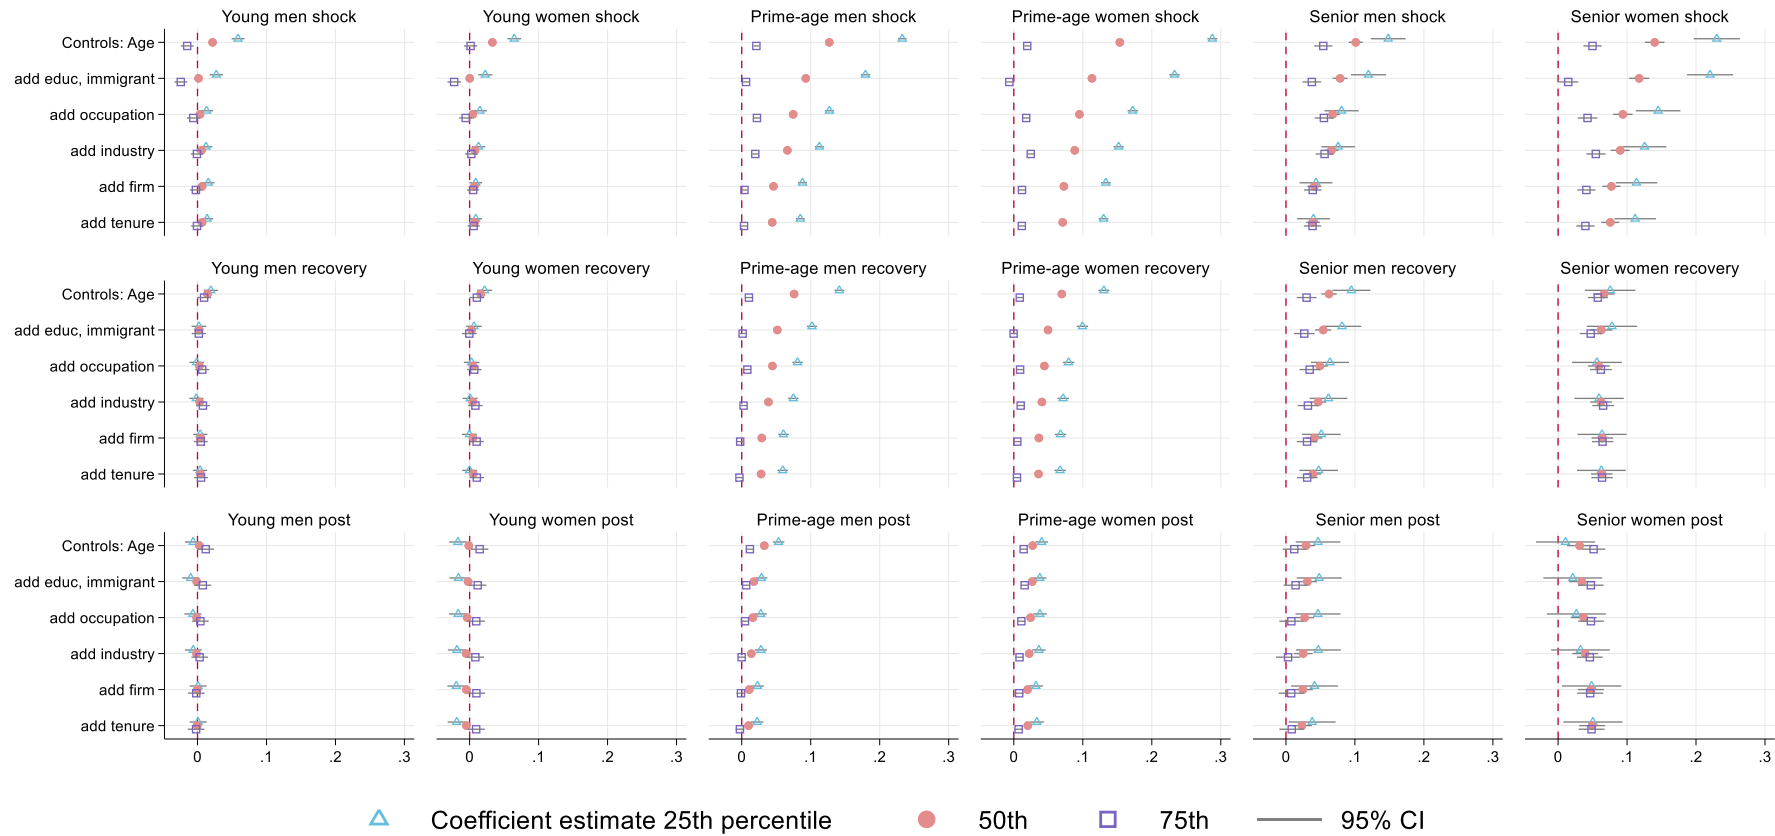 Young men shock Young women shock Prime-age men shock Prime-age women shock Senior men shock Senior women shock
Controls: Age
add educ, immigrant
add occupation
add industry
add firm
add tenure
Young men recovery Young women recovery Prime-age men recovery Prime-age women recovery Senior men recovery Senior women recovery
Controls: Age
add educ, immigrant
add occupation
add industry
add firm
add tenure
Young men post Young women post Prime-age men post Prime-age women post Senior men post Senior women post
Controls: Age
add educ, immigrant
add occupation
add industry
add firm
add tenure
0 .1 .2 .3 0 .1 .2 .3 0 .1 .2 .3 0 .1 .2 .3 0 .1 .2 .3 0 .1 .2 .3
Coefficient estimate 25th percentile 50th 75th 95% CI